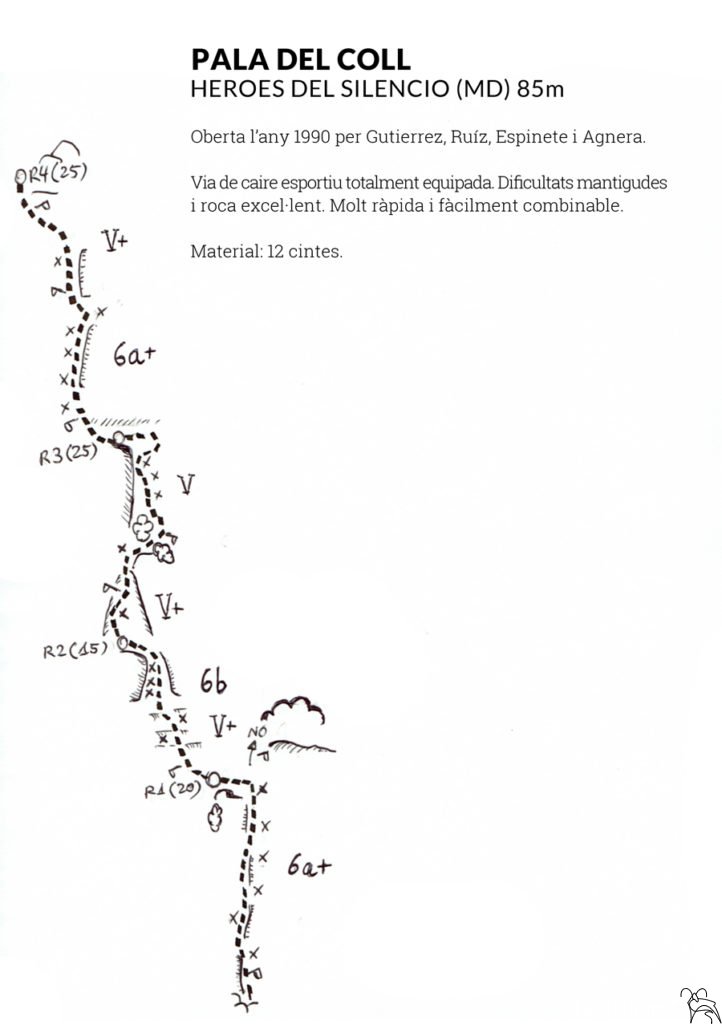 PALA DEL COLL
HEROES DEL SILENCIO (MD) 85m
Oberta l’any 1990 per Gutierrez, Ruíz, Espinete i Agnera.
Via de caire esportiu totalment equipada. Dificultats mantigudes
i roca excel·lent. Molt ràpida i fàcilment combinable.
Material: 12 cintes.
R4(25)
V+
6a+
R3(25)
V
V+
R2(15)
6b
V+
NO
R1(20)
6a+